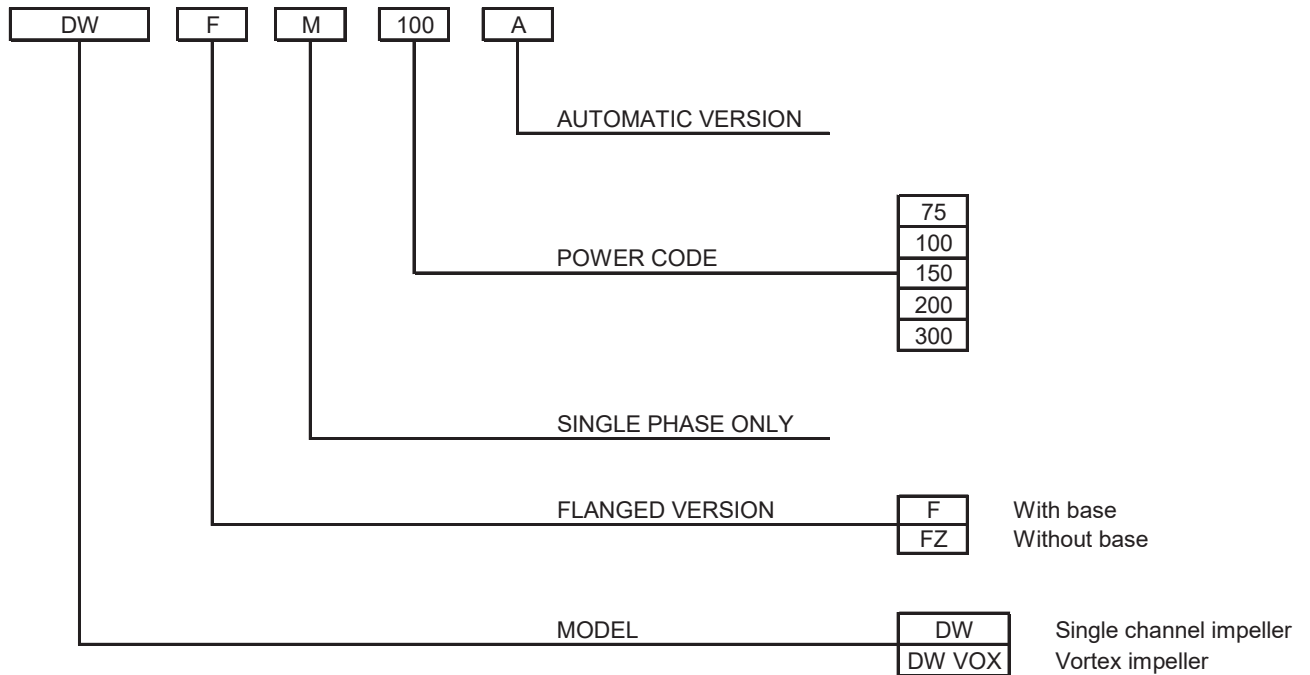 DW F M 100 A
AUTOMATIC VERSION
75
100
POWER CODE 150
200
300
SINGLE PHASE ONLY
FLANGED VERSION F With base
FZ Without base
MODEL DW Single channel impeller
DW VOX Vortex impeller